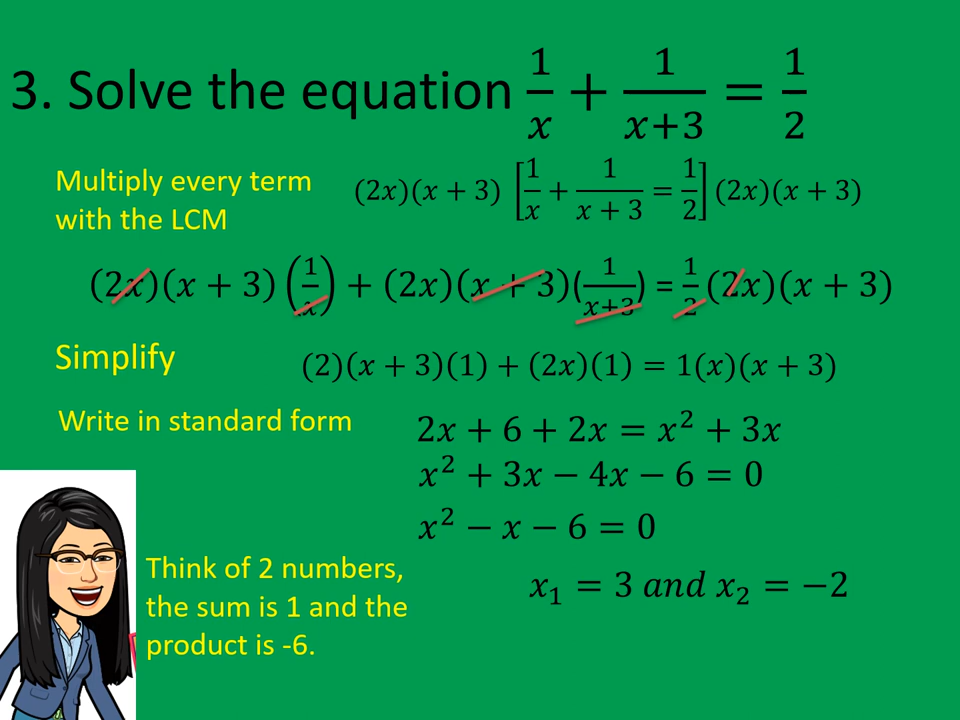 3. Solve the equation 1/x + 1/(x+3) = 1/2
Multiply every term
with the LCM
(2x)(x + 3) [1/x + 1/(x + 3) = 1/2] (2x)(x + 3)
(2x)(x + 3) (1/x) + (2x)(x + 3)(1/(x+3)) = 1/2 (2x)(x + 3)
Simplify
(2)(x + 3)(1) + (2x)(1) = 1(x)(x + 3)
Write in standard form
2x + 6 + 2x = x² + 3x
x² + 3x − 4x − 6 = 0
x² − x − 6 = 0
Think of 2 numbers,
the sum is 1 and the
product is -6.
x₁ = 3 and x₂ = −2